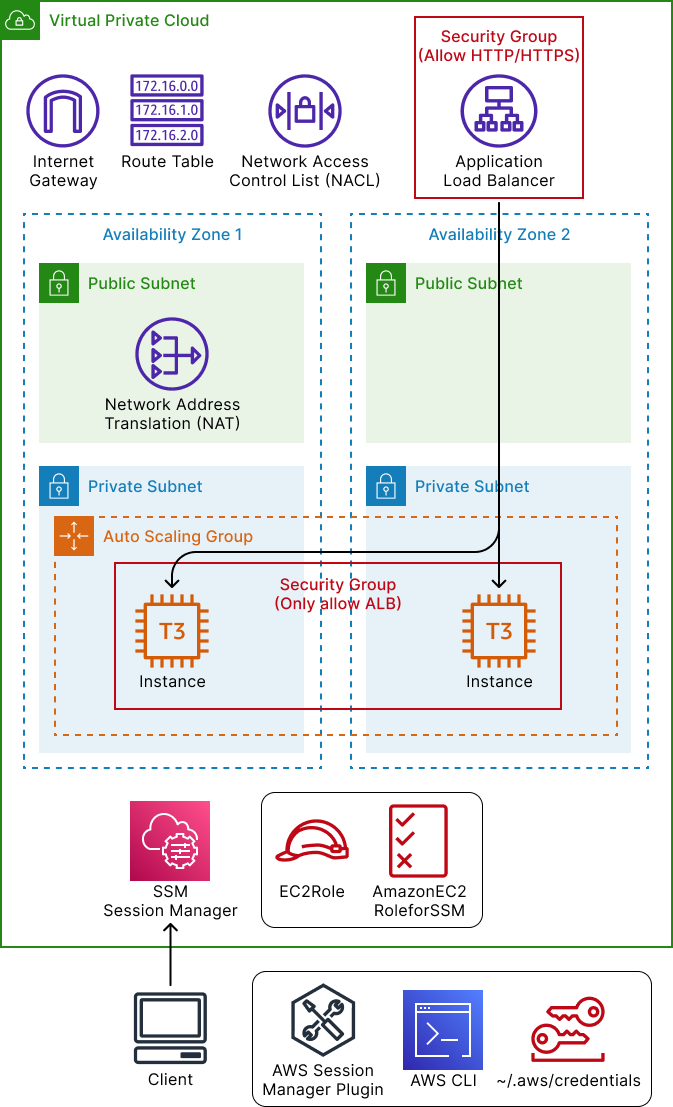 Virtual Private Cloud
Security Group
(Allow HTTP/HTTPS)
172.16.0.0
172.16.1.0
172.16.2.0
Internet
Gateway
Route Table
Network Access
Control List (NACL)
Application
Load Balancer
Availability Zone 1
Availability Zone 2
Public Subnet
Public Subnet
Network Address
Translation (NAT)
Private Subnet
Private Subnet
Auto Scaling Group
Security Group
(Only allow ALB)
T3
T3
Instance
Instance
SSM
Session Manager
EC2Role
AmazonEC2
RoleforSSM
Client
AWS Session
Manager Plugin
AWS CLI
~/.aws/credentials